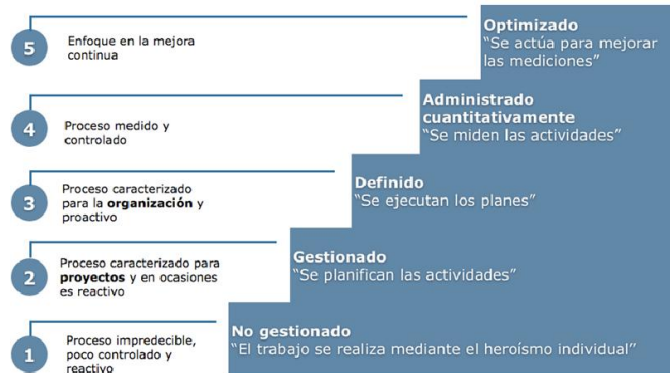 5
Enfoque en la mejora
continua
Optimizado
“Se actúa para mejorar
las mediciones”
4
Proceso medido y
controlado
Administrado
cuantitativamente
“Se miden las actividades”
3
Proceso caracterizado
para la organización y
proactivo
Definido
“Se ejecutan los planes”
2
Proceso caracterizado para
proyectos y en ocasiones
es reactivo
Gestionado
“Se planifican las actividades”
1
Proceso impredecible,
poco controlado y
reactivo
No gestionado
“El trabajo se realiza mediante el heroísmo individual”